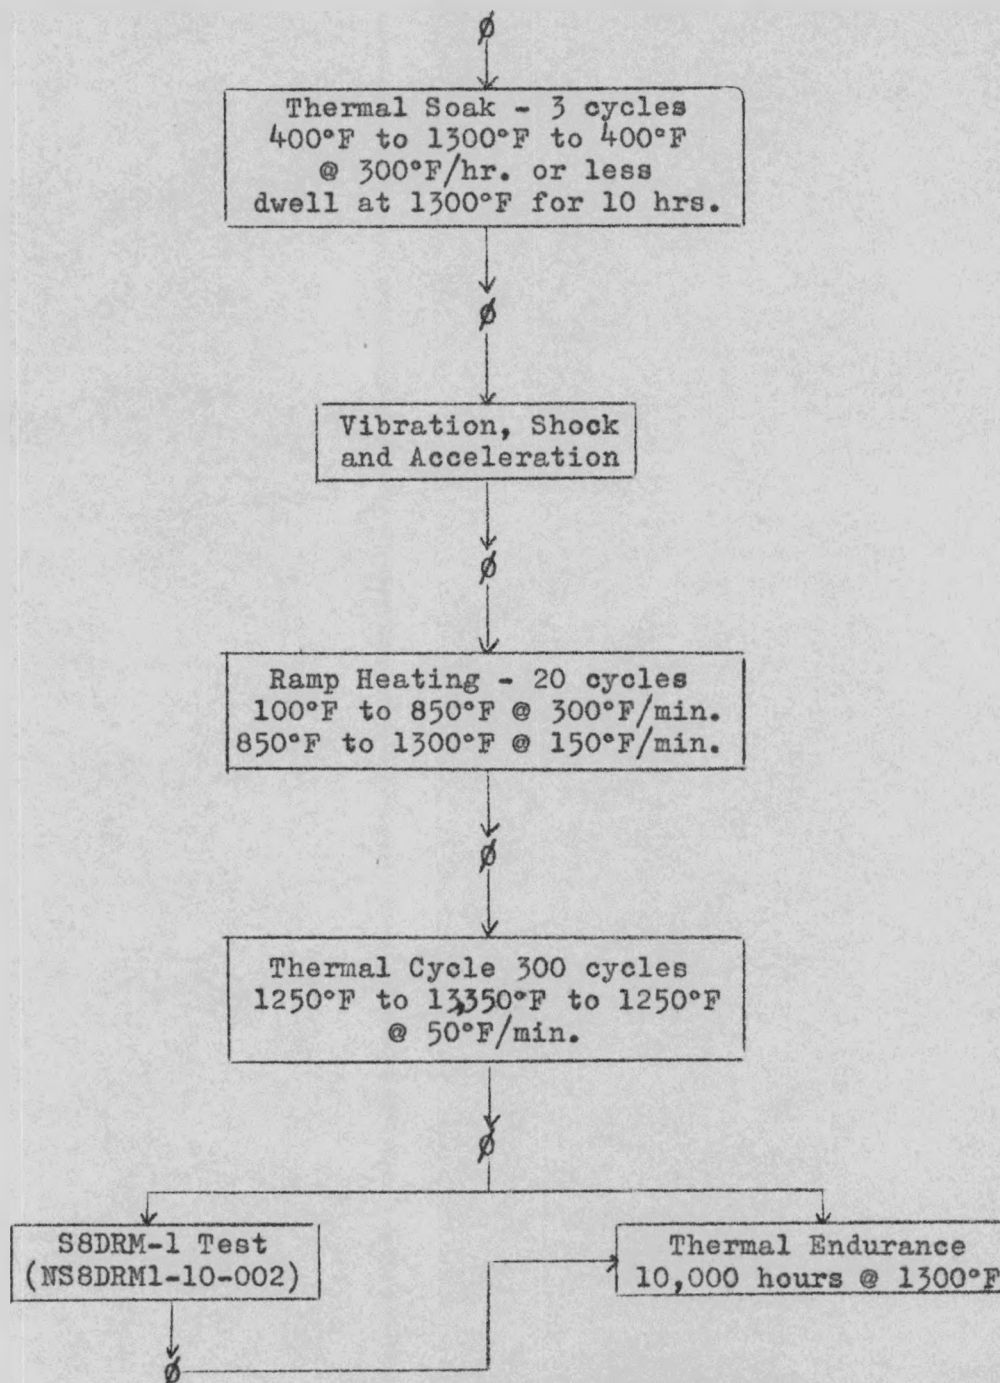 Ø
Thermal Soak - 3 cycles
400°F to 1300°F to 400°F
@ 300°F/hr. or less
dwell at 1300°F for 10 hrs.
Ø
Vibration, Shock
and Acceleration
Ø
Ramp Heating - 20 cycles
100°F to 850°F @ 300°F/min.
850°F to 1300°F @ 150°F/min.
Ø
Thermal Cycle 300 cycles
1250°F to 13,350°F to 1250°F
@ 50°F/min.
Ø
S8DRM-1 Test
(NS8DRM1-10-002)
Thermal Endurance
10,000 hours @ 1300°F
Ø